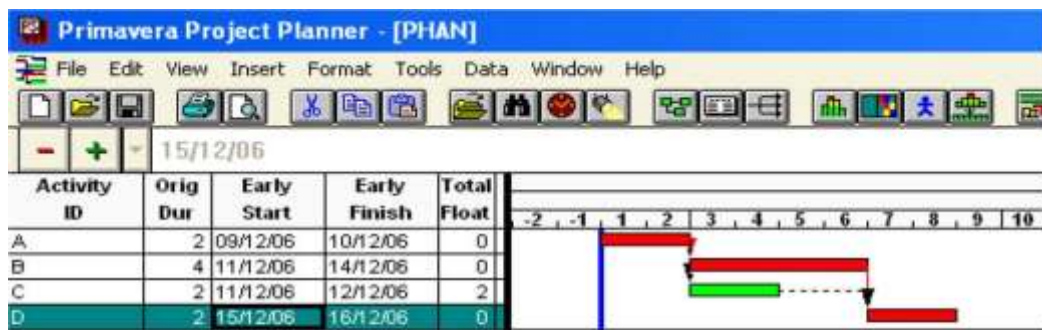 Primavera Project Planner - [PHAN]
File Edit View Insert Format Tools Data Window Help
15/12/06
Activity ID Orig Dur Early Start Early Finish Total Float
-2 -1 1 2 3 4 5 6 7 8 9 10
A 2 09/12/06 10/12/06 0
B 4 11/12/06 14/12/06 0
C 2 11/12/06 12/12/06 2
D 2 15/12/06 16/12/06 0